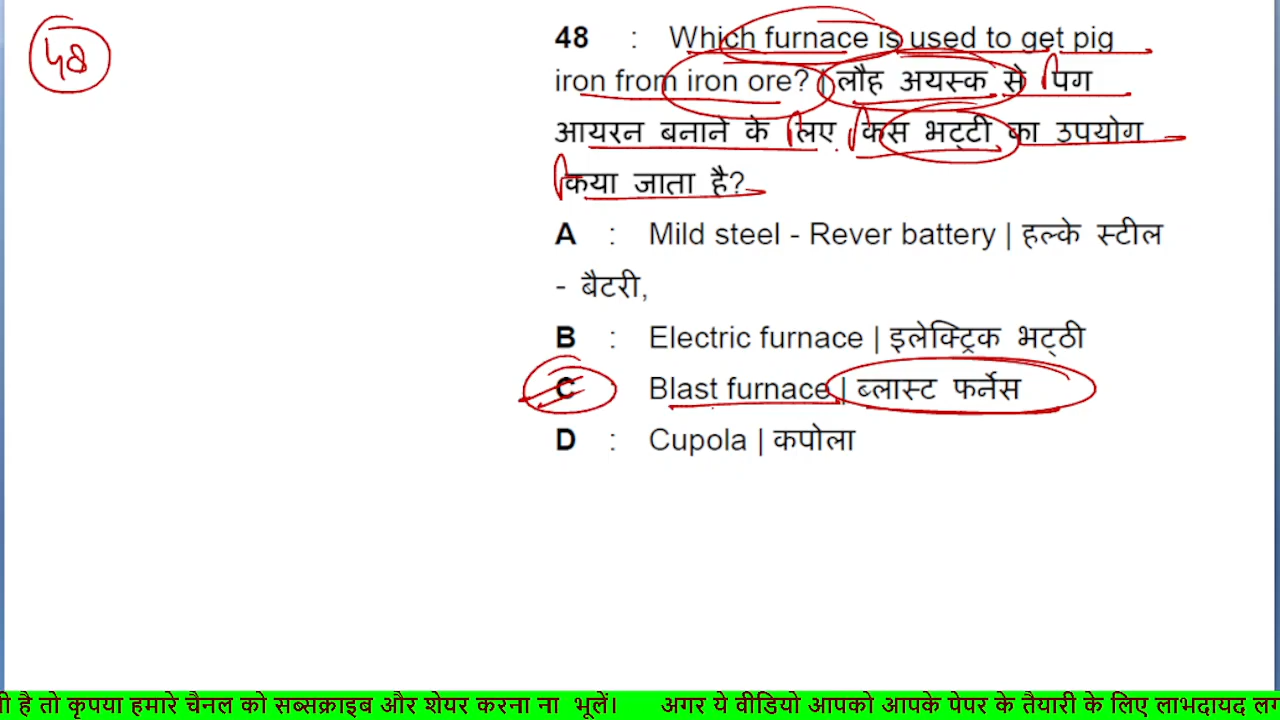 48
48 : Which furnace is used to get pig
iron from iron ore? | लौह अयस्क से पिग
आयरन बनाने के लिए किस भट्टी का उपयोग
किया जाता है?
A : Mild steel - Rever battery | हल्के स्टील
- बैटरी,
B : Electric furnace | इलेक्ट्रिक भट्ठी
C : Blast furnace | ब्लास्ट फर्नेस
D : Cupola | कपोला
है तो कृपया हमारे चैनल को सब्सक्राइब और शेयर करना ना भूलें। अगर ये वीडियो आपको आपके पेपर के तैयारी के लिए लाभदायद